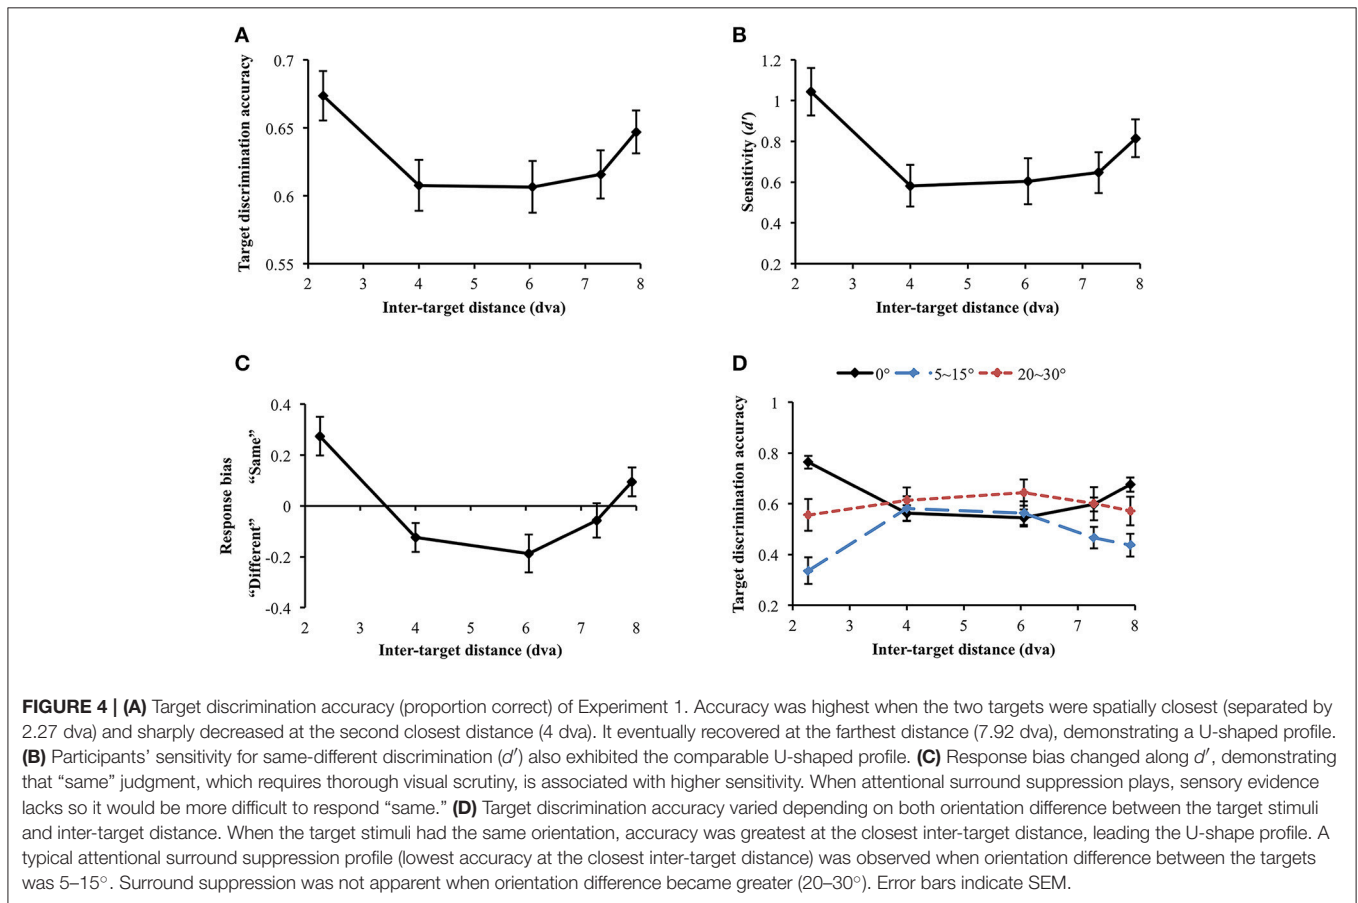 A
Target discrimination accuracy
0.7
0.65
0.6
0.55
2 3 4 5 6 7 8
Inter-target distance (dva)
B
Sensitivity (d′)
1.2
1
0.8
0.6
0.4
0.2
2 3 4 5 6 7 8
Inter-target distance (dva)
C
Response bias
“Different” “Same”
0.4
0.2
0
-0.2
-0.4
2 3 4 5 6 7 8
Inter-target distance (dva)
D
0° 5~15° 20~30°
Target discrimination accuracy
1
0.8
0.6
0.4
0.2
2 3 4 5 6 7 8
Inter-target distance (dva)
FIGURE 4 | (A) Target discrimination accuracy (proportion correct) of Experiment 1. Accuracy was highest when the two targets were spatially closest (separated by
2.27 dva) and sharply decreased at the second closest distance (4 dva). It eventually recovered at the farthest distance (7.92 dva), demonstrating a U-shaped profile.
(B) Participants’ sensitivity for same-different discrimination (d′) also exhibited the comparable U-shaped profile. (C) Response bias changed along d′, demonstrating
that “same” judgment, which requires thorough visual scrutiny, is associated with higher sensitivity. When attentional surround suppression plays, sensory evidence
lacks so it would be more difficult to respond “same.” (D) Target discrimination accuracy varied depending on both orientation difference between the target stimuli
and inter-target distance. When the target stimuli had the same orientation, accuracy was greatest at the closest inter-target distance, leading the U-shape profile. A
typical attentional surround suppression profile (lowest accuracy at the closest inter-target distance) was observed when orientation difference between the targets
was 5–15°. Surround suppression was not apparent when orientation difference became greater (20–30°). Error bars indicate SEM.